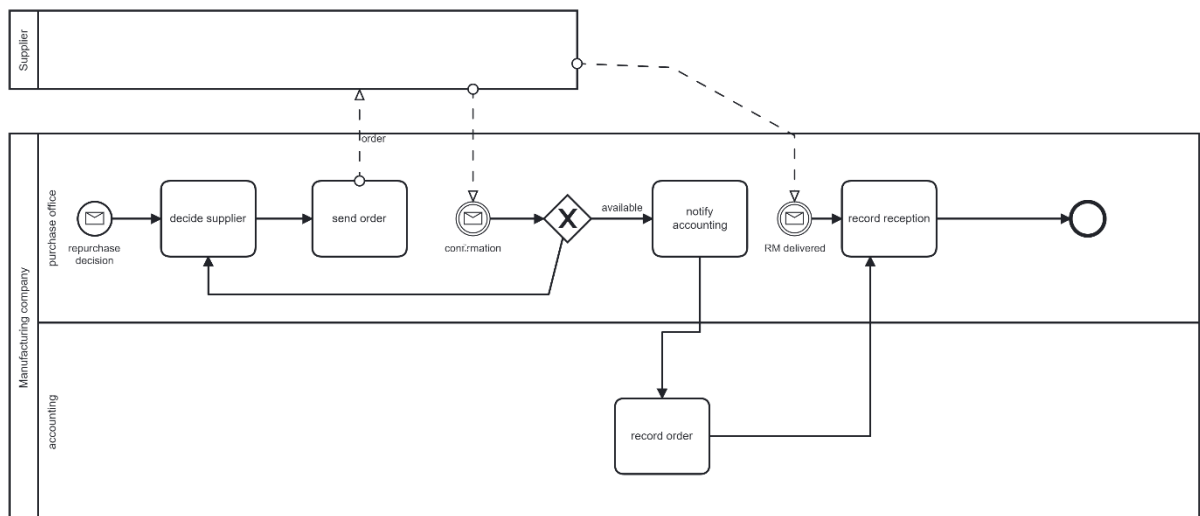 Supplier
order
Manufacturing company
purchase office
repurchase
decision
decide supplier
send order
confirmation
available
notify
accounting
RM delivered
record reception
accounting
record order